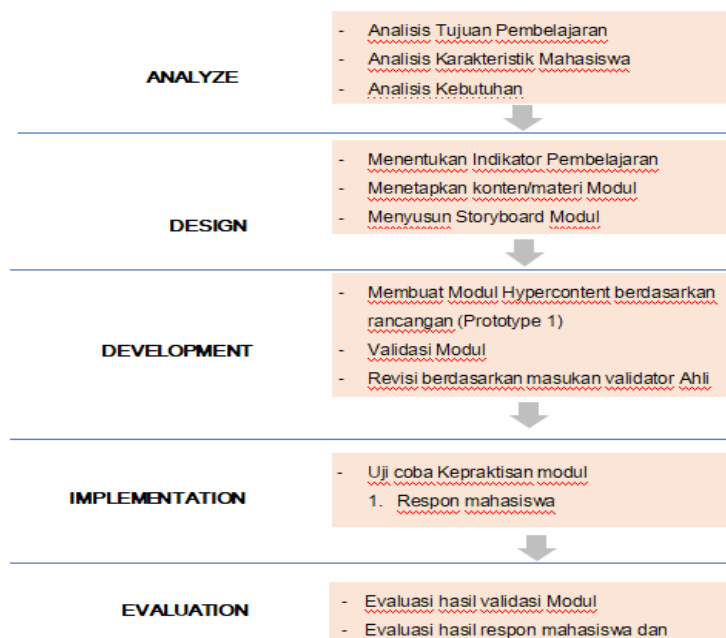 ANALYZE
- Analisis Tujuan Pembelajaran
- Analisis Karakteristik Mahasiswa
- Analisis Kebutuhan
DESIGN
- Menentukan Indikator Pembelajaran
- Menetapkan konten/materi Modul
- Menyusun Storyboard Modul
DEVELOPMENT
- Membuat Modul Hypercontent berdasarkan
rancangan (Prototype 1)
- Validasi Modul
- Revisi berdasarkan masukan validator Ahli
IMPLEMENTATION
- Uji coba Kepraktisan modul
1. Respon mahasiswa
EVALUATION
- Evaluasi hasil validasi Modul
- Evaluasi hasil respon mahasiswa dan